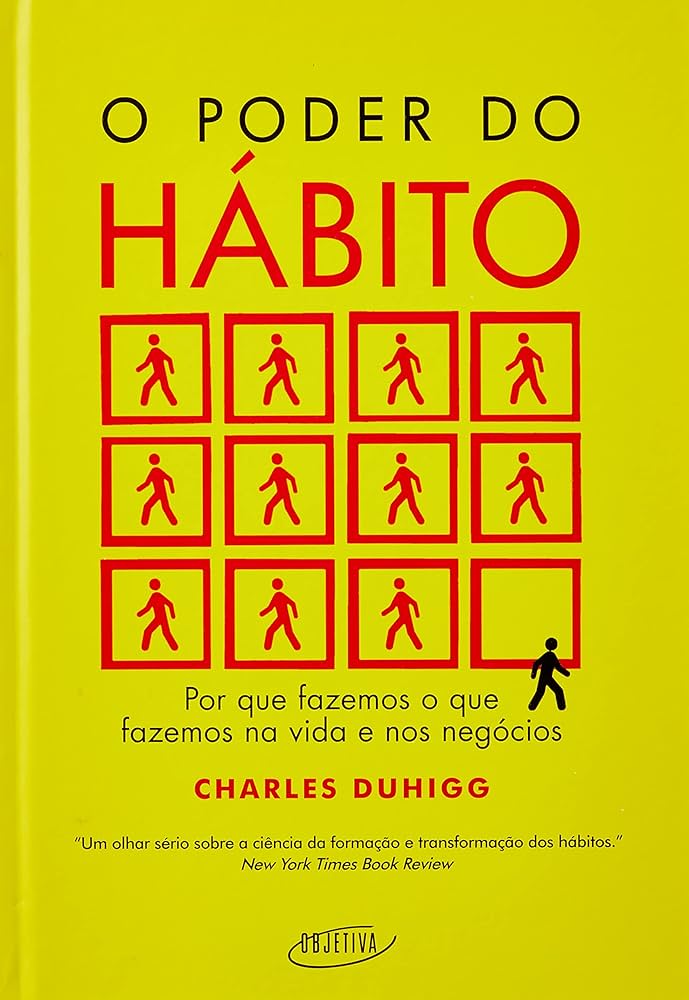 O PODER DO
HÁBITO
Por que fazemos o que
fazemos na vida e nos negócios
CHARLES DUHIGG
“Um olhar sério sobre a ciência da formação e transformação dos hábitos.”
New York Times Book Review
OBJETIVA